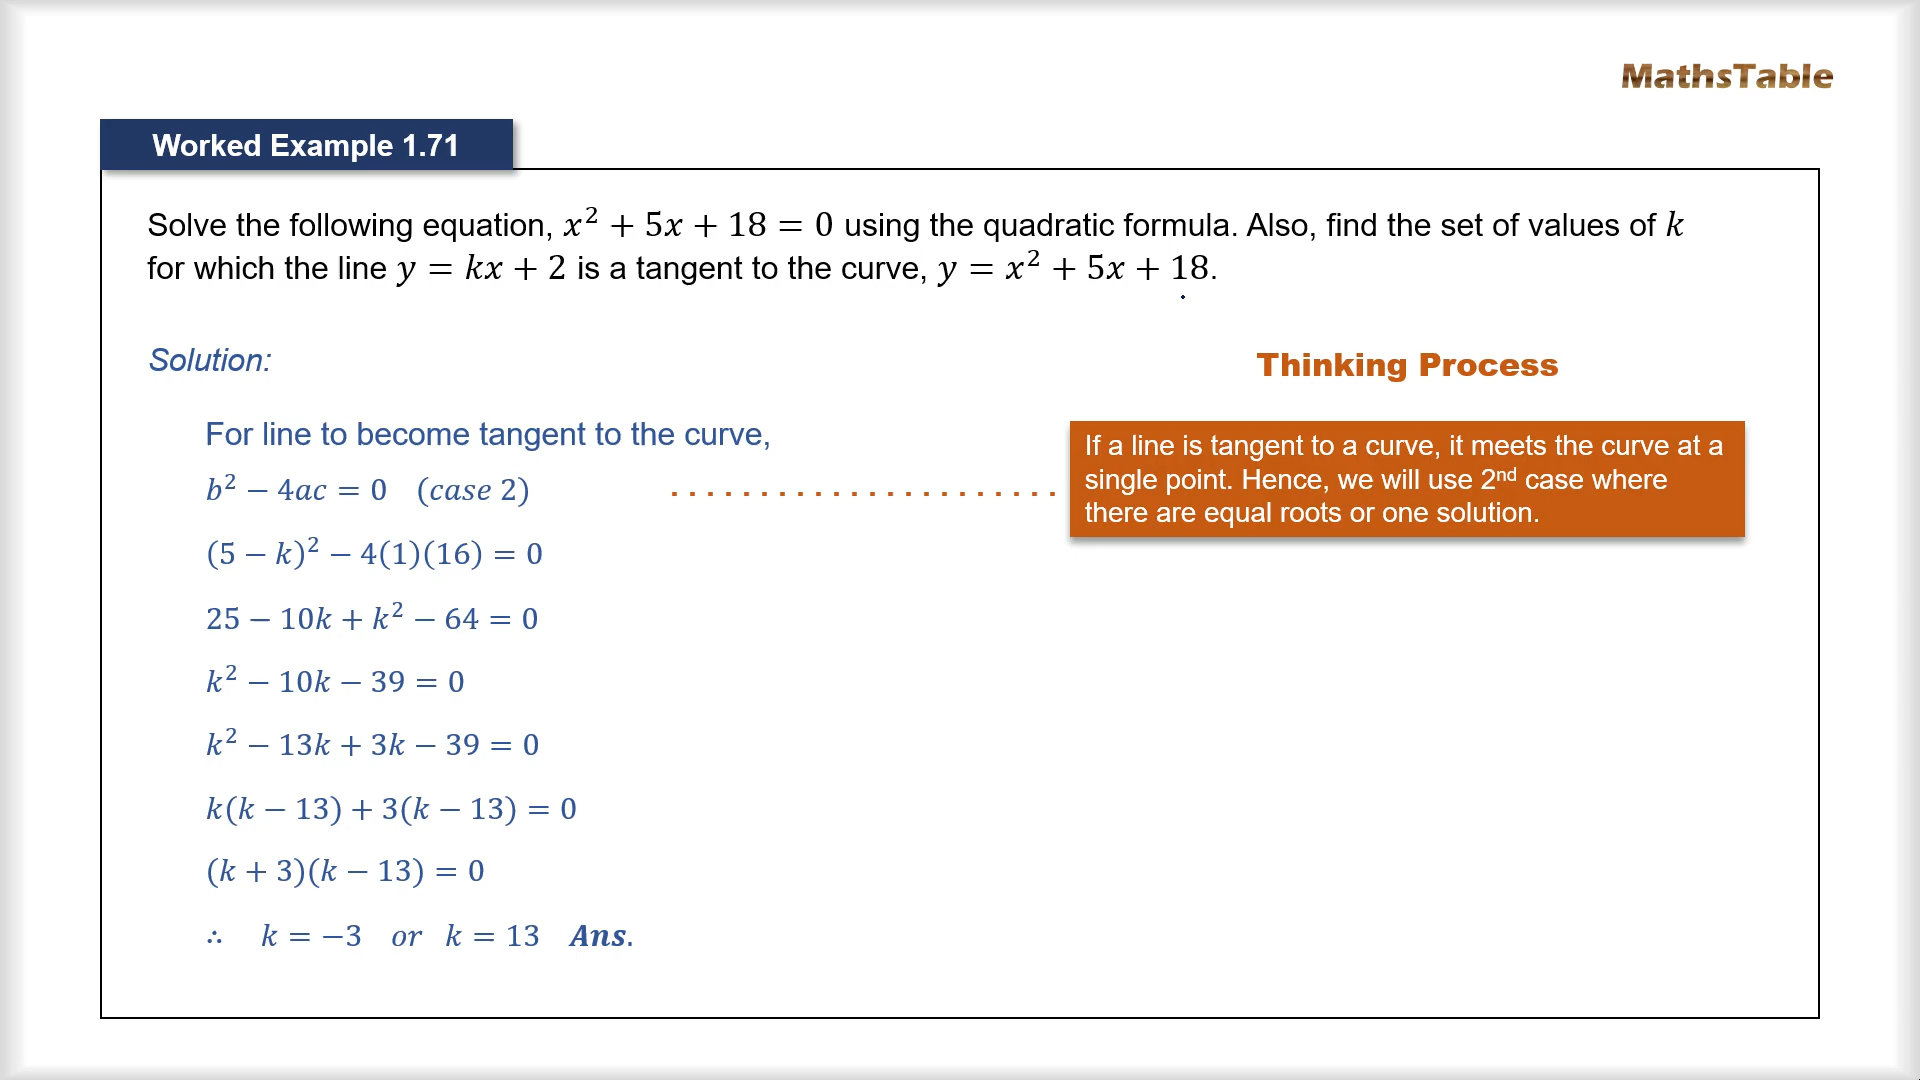 MathsTable
Worked Example 1.71
Solve the following equation, x² + 5x + 18 = 0 using the quadratic formula. Also, find the set of values of k
for which the line y = kx + 2 is a tangent to the curve, y = x² + 5x + 18.
Solution:
Thinking Process
For line to become tangent to the curve,
b² − 4ac = 0 (case 2)
If a line is tangent to a curve, it meets the curve at a
single point. Hence, we will use 2nd case where
there are equal roots or one solution.
(5 − k)² − 4(1)(16) = 0
25 − 10k + k² − 64 = 0
k² − 10k − 39 = 0
k² − 13k + 3k − 39 = 0
k(k − 13) + 3(k − 13) = 0
(k + 3)(k − 13) = 0
∴ k = −3 or k = 13 Ans.